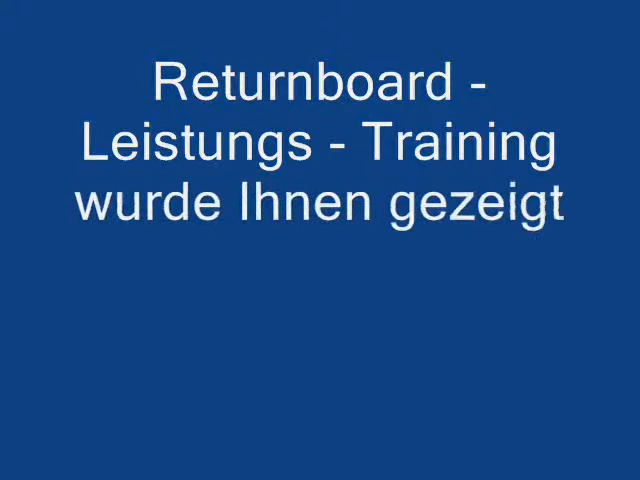 Returnboard -
Leistungs - Training
wurde Ihnen gezeigt